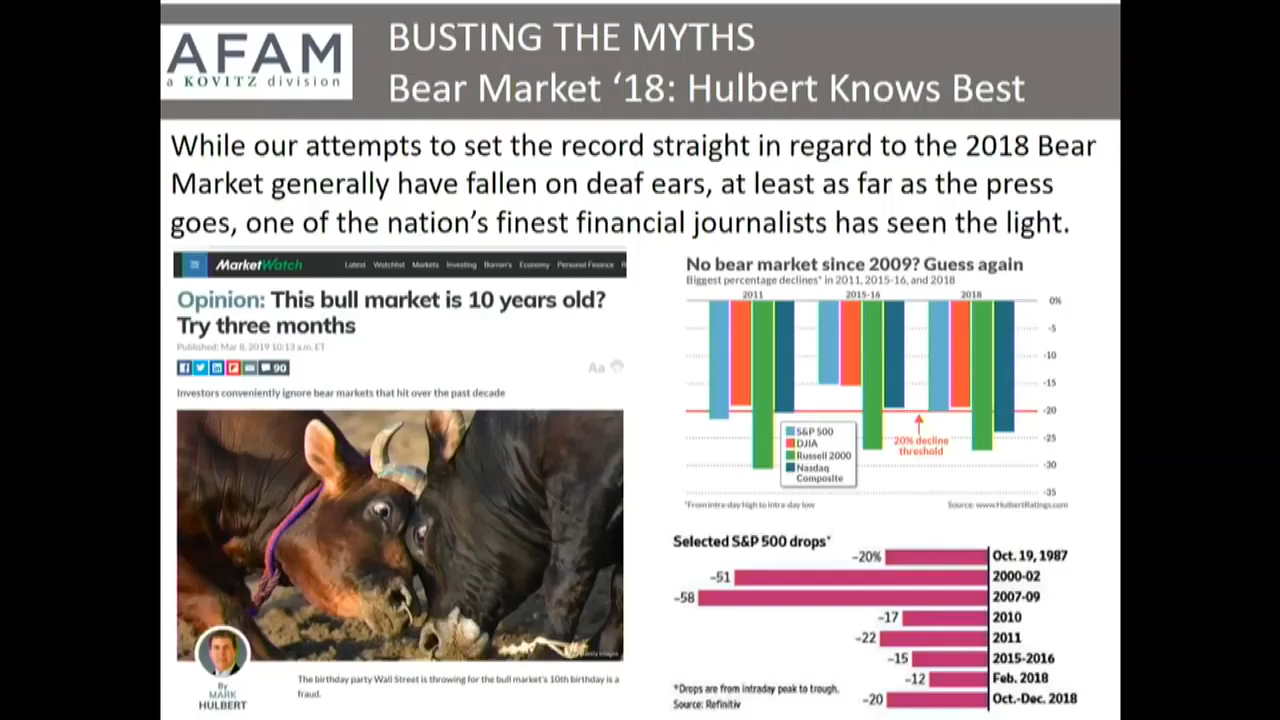 AFAM
a KOVITZ division
BUSTING THE MYTHS
Bear Market ‘18: Hulbert Knows Best
While our attempts to set the record straight in regard to the 2018 Bear
Market generally have fallen on deaf ears, at least as far as the press
goes, one of the nation’s finest financial journalists has seen the light.
MarketWatch
Latest Watchlist Markets Investing Barron's Economy Personal Finance R
Opinion: This bull market is 10 years old?
Try three months
Published: Mar 8, 2019 10:13 a.m. ET
90
Aa
Investors conveniently ignore bear markets that hit over the past decade
By
MARK
HULBERT
The birthday party Wall Street is throwing for the bull market's 10th birthday is a
fraud.
No bear market since 2009? Guess again
Biggest percentage declines* in 2011, 2015-16, and 2018
2011 2015-16 2018
0%
-5
-10
-15
-20
-25
-30
-35
S&P 500
DJIA
Russell 2000
Nasdaq
Composite
20% decline
threshold
*From intra-day high to intra-day low
Source: www.HulbertRatings.com
Selected S&P 500 drops*
-20% Oct. 19, 1987
-51 2000-02
-58 2007-09
-17 2010
-22 2011
-15 2015-2016
-12 Feb. 2018
-20 Oct.-Dec. 2018
*Drops are from intraday peak to trough.
Source: Refinitiv